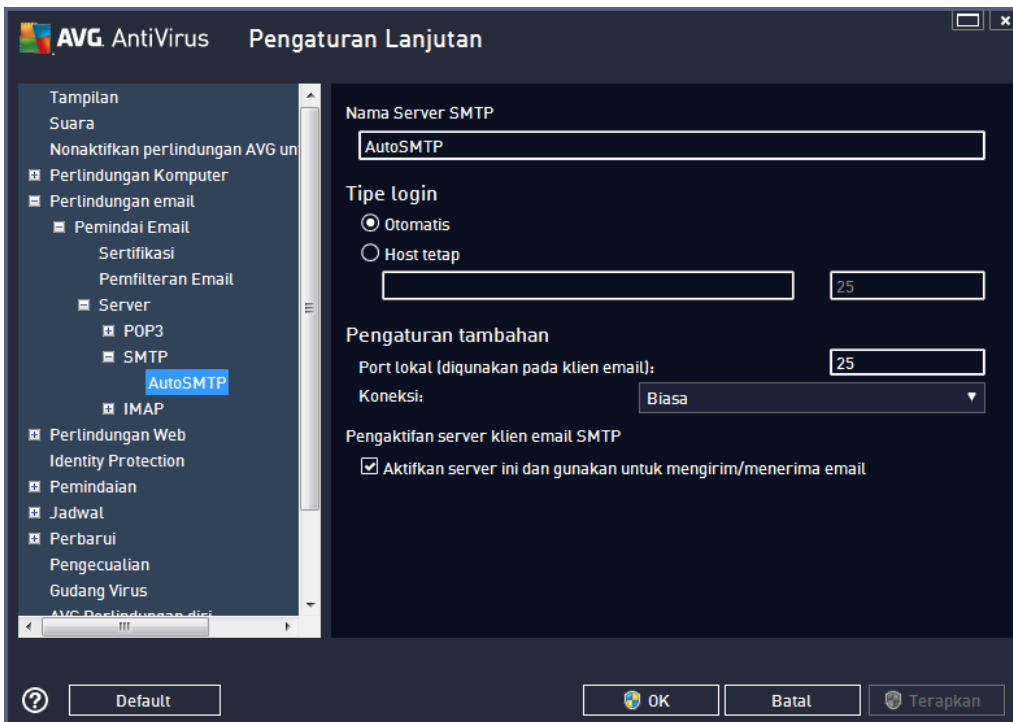 AVG AntiVirus Pengaturan Lanjutan
Tampilan
Suara
Nonaktifkan perlindungan AVG un
Perlindungan Komputer
Perlindungan email
Pemindai Email
Sertifikasi
Pemfilteran Email
Server
POP3
SMTP
AutoSMTP
IMAP
Perlindungan Web
Identity Protection
Pemindaian
Jadwal
Perbarui
Pengecualian
Gudang Virus
AVG Perlindungan diri
Nama Server SMTP
AutoSMTP
Tipe login
Otomatis
Host tetap
25
Pengaturan tambahan
Port lokal (digunakan pada klien email): 25
Koneksi: Biasa
Pengaktifan server klien email SMTP
Aktifkan server ini dan gunakan untuk mengirim/menerima email
? Default OK Batal Terapkan